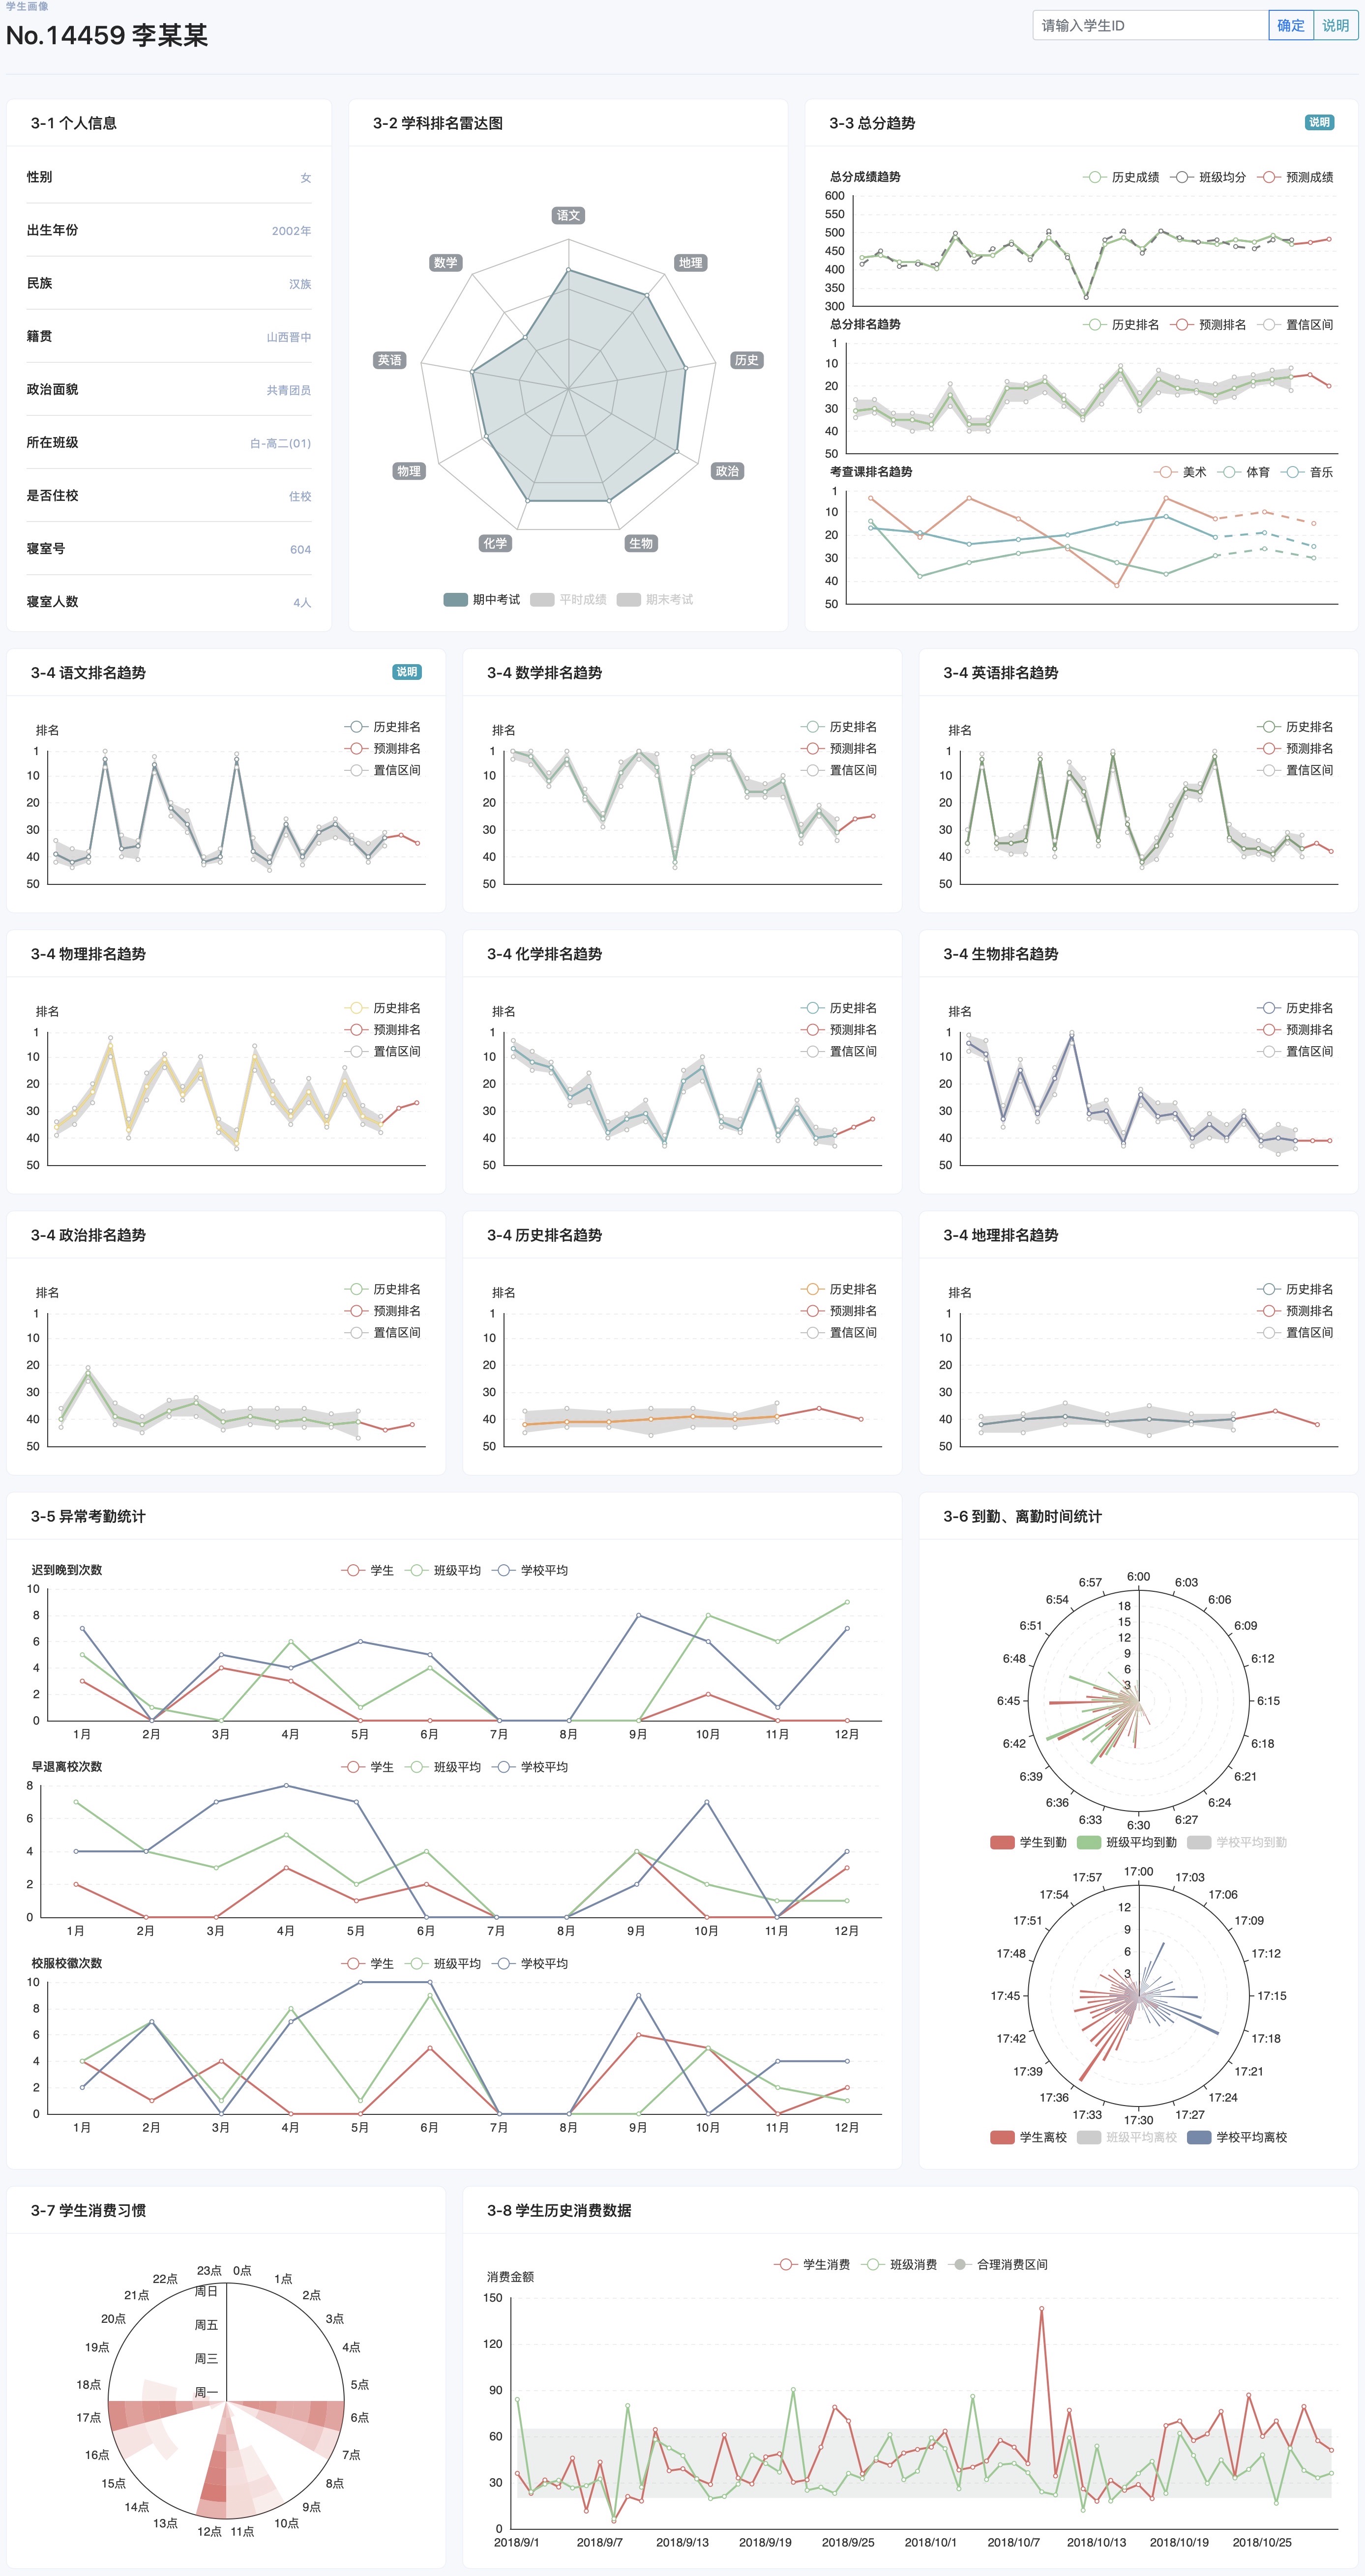 学生画像
No.14459 李某某
请输入学生ID 确定 说明
3-1 个人信息
性别 女
出生年份 2002年
民族 汉族
籍贯 山西晋中
政治面貌 共青团员
所在班级 白-高二(01)
是否住校 住校
寝室号 604
寝室人数 4人
3-2 学科排名雷达图
语文
数学 地理
英语 历史
物理 政治
化学 生物
期中考试 平时成绩 期末考试
3-3 总分趋势 说明
总分成绩趋势 历史成绩 班级均分 预测成绩
600
550
500
450
400
350
300
总分排名趋势 历史排名 预测排名 置信区间
1
10
20
30
40
50
考查课排名趋势 美术 体育 音乐
1
10
20
30
40
50
3-4 语文排名趋势 说明
排名
历史排名
预测排名
置信区间
1
10
20
30
40
50
3-4 数学排名趋势
排名
历史排名
预测排名
置信区间
1
10
20
30
40
50
3-4 英语排名趋势
排名
历史排名
预测排名
置信区间
1
10
20
30
40
50
3-4 物理排名趋势
排名
历史排名
预测排名
置信区间
1
10
20
30
40
50
3-4 化学排名趋势
排名
历史排名
预测排名
置信区间
1
10
20
30
40
50
3-4 生物排名趋势
排名
历史排名
预测排名
置信区间
1
10
20
30
40
50
3-4 政治排名趋势
排名
历史排名
预测排名
置信区间
1
10
20
30
40
50
3-4 历史排名趋势
排名
历史排名
预测排名
置信区间
1
10
20
30
40
50
3-4 地理排名趋势
排名
历史排名
预测排名
置信区间
1
10
20
30
40
50
3-5 异常考勤统计
迟到晚到次数 学生 班级平均 学校平均
10
8
6
4
2
0
1月 2月 3月 4月 5月 6月 7月 8月 9月 10月 11月 12月
早退离校次数 学生 班级平均 学校平均
8
6
4
2
0
1月 2月 3月 4月 5月 6月 7月 8月 9月 10月 11月 12月
校服校徽次数 学生 班级平均 学校平均
10
8
6
4
2
0
1月 2月 3月 4月 5月 6月 7月 8月 9月 10月 11月 12月
3-6 到勤、离勤时间统计
6:00
6:57 6:03
6:54 6:06
18
15
6:51 6:09
12
9
6:48 6:12
6
3
6:45 6:15
6:42 6:18
6:39 6:21
6:36 6:24
6:33 6:27
6:30
学生到勤 班级平均到勤 学校平均到勤
17:00
17:57 17:03
17:54 17:06
12
17:51 17:09
9
17:48 17:12
6
3
17:45 17:15
17:42 17:18
17:39 17:21
17:36 17:24
17:33 17:27
17:30
学生离校 班级平均离校 学校平均离校
3-7 学生消费习惯
23点 0点
22点 1点
周日
21点 2点
20点 3点
周五
19点 4点
周三
18点 5点
周一
17点 6点
16点 7点
15点 8点
14点 9点
13点 10点
12点 11点
3-8 学生历史消费数据
学生消费 班级消费 合理消费区间
消费金额
150
120
90
60
30
0
2018/9/1 2018/9/7 2018/9/13 2018/9/19 2018/9/25 2018/10/1 2018/10/7 2018/10/13 2018/10/19 2018/10/25